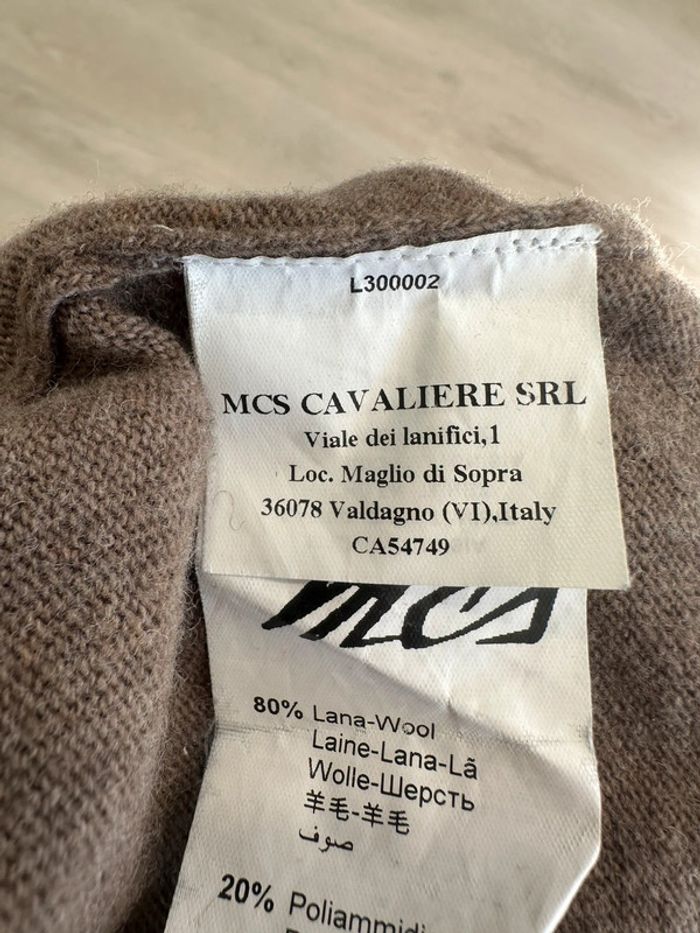 L300002
MCS CAVALIERE SRL
Viale dei lanifici,1
Loc. Maglio di Sopra
36078 Valdagno (VI),Italy
CA54749
mcs
80% Lana-Wool
Laine-Lana-Lã
Wolle-Шерсть
羊毛-羊毛
صوف
20%